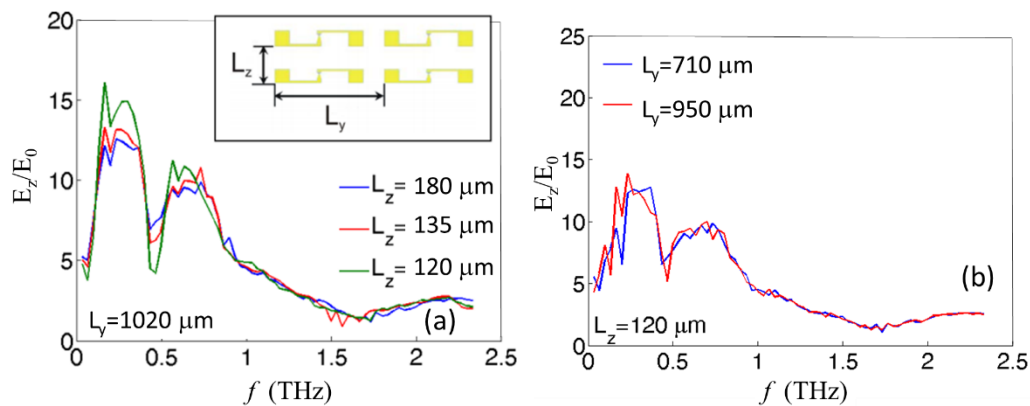 20
15
10
5
0
E_z/E_0
L_z
L_y
L_z= 180 μm
L_z= 135 μm
L_z= 120 μm
L_y=1020 μm
(a)
0 0.5 1 1.5 2 2.5
f (THz)
25
20
15
10
5
0
E_z/E_0
L_y=710 μm
L_y=950 μm
(b)
L_z=120 μm
0 0.5 1 1.5 2 2.5
f (THz)